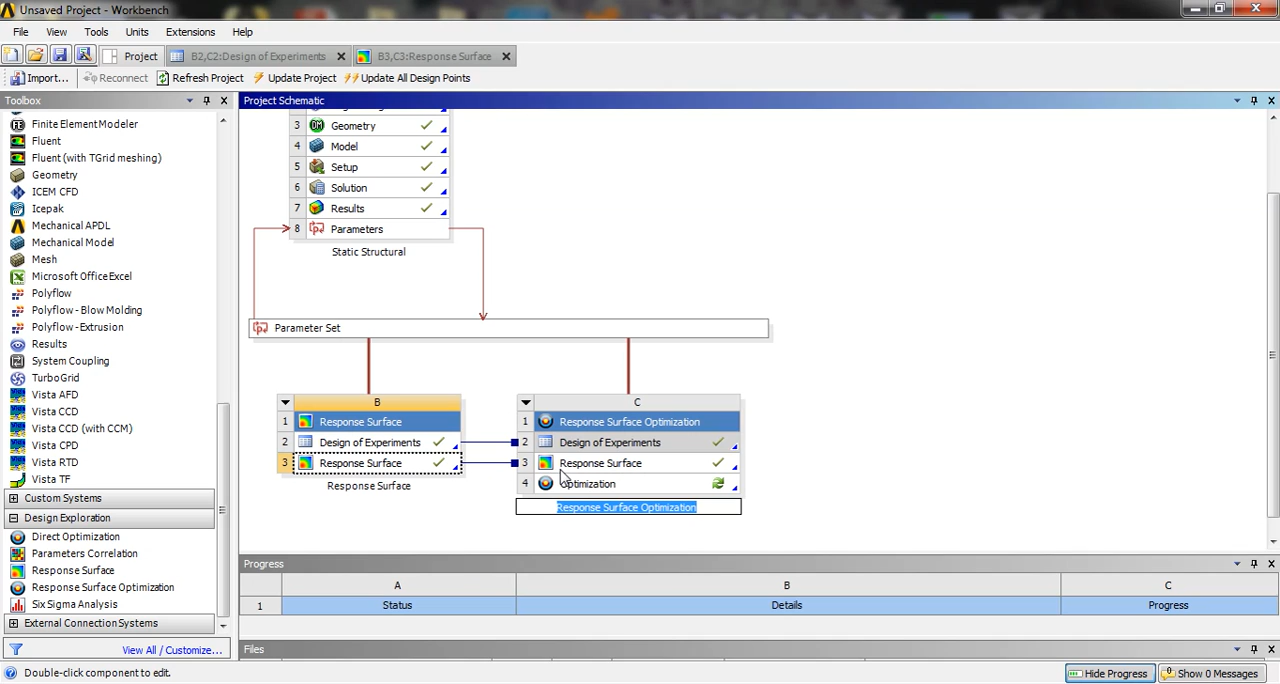 Unsaved Project - Workbench
File View Tools Units Extensions Help
Project B2,C2:Design of Experiments B3,C3:Response Surface
Import... Reconnect Refresh Project Update Project Update All Design Points
Toolbox
Finite Element Modeler
Fluent
Fluent (with TGrid meshing)
Geometry
ICEM CFD
Icepak
Mechanical APDL
Mechanical Model
Mesh
Microsoft Office Excel
Polyflow
Polyflow - Blow Molding
Polyflow - Extrusion
Results
System Coupling
TurboGrid
Vista AFD
Vista CCD
Vista CCD (with CCM)
Vista CPD
Vista RTD
Vista TF
Custom Systems
Design Exploration
Direct Optimization
Parameters Correlation
Response Surface
Response Surface Optimization
Six Sigma Analysis
External Connection Systems
View All / Customize...
Project Schematic
3 Geometry
4 Model
5 Setup
6 Solution
7 Results
8 Parameters
Static Structural
Parameter Set
B
1 Response Surface
2 Design of Experiments
3 Response Surface
Response Surface
C
1 Response Surface Optimization
2 Design of Experiments
3 Response Surface
4 Optimization
Response Surface Optimization
Progress
A B C
1 Status Details Progress
Files
Double-click component to edit.
Hide Progress Show 0 Messages